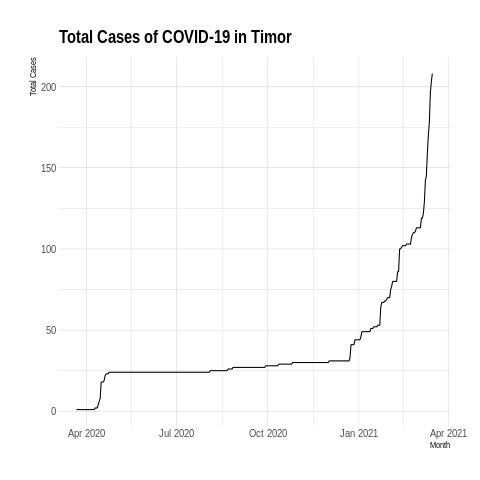 Total Cases of COVID-19 in Timor
Total Cases
200
150
100
50
0
Apr 2020 Jul 2020 Oct 2020 Jan 2021 Apr 2021
Month